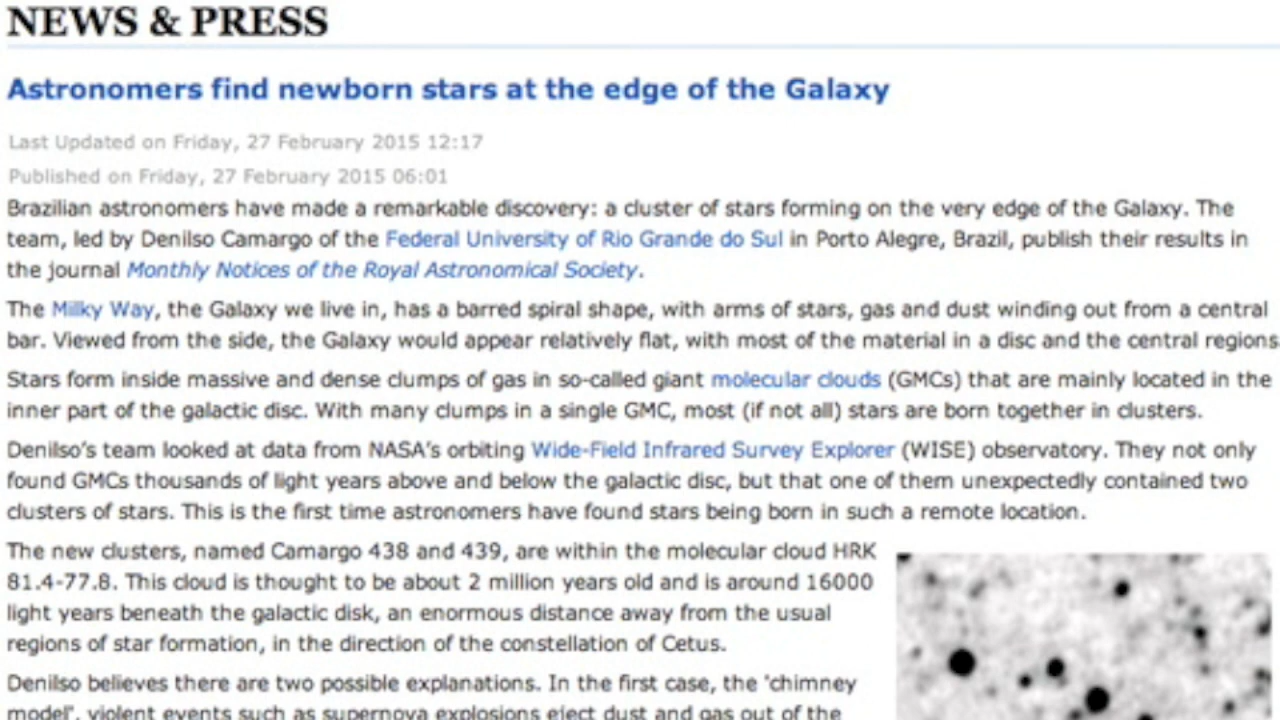 NEWS & PRESS
Astronomers find newborn stars at the edge of the Galaxy
Last Updated on Friday, 27 February 2015 12:17
Published on Friday, 27 February 2015 06:01
Brazilian astronomers have made a remarkable discovery: a cluster of stars forming on the very edge of the Galaxy. The
team, led by Denilso Camargo of the Federal University of Rio Grande do Sul in Porto Alegre, Brazil, publish their results in
the journal Monthly Notices of the Royal Astronomical Society.
The Milky Way, the Galaxy we live in, has a barred spiral shape, with arms of stars, gas and dust winding out from a central
bar. Viewed from the side, the Galaxy would appear relatively flat, with most of the material in a disc and the central regions
Stars form inside massive and dense clumps of gas in so-called giant molecular clouds (GMCs) that are mainly located in the
inner part of the galactic disc. With many clumps in a single GMC, most (if not all) stars are born together in clusters.
Denilso's team looked at data from NASA's orbiting Wide-Field Infrared Survey Explorer (WISE) observatory. They not only
found GMCs thousands of light years above and below the galactic disc, but that one of them unexpectedly contained two
clusters of stars. This is the first time astronomers have found stars being born in such a remote location.
The new clusters, named Camargo 438 and 439, are within the molecular cloud HRK
81.4-77.8. This cloud is thought to be about 2 million years old and is around 16000
light years beneath the galactic disk, an enormous distance away from the usual
regions of star formation, in the direction of the constellation of Cetus.
Denilso believes there are two possible explanations. In the first case, the 'chimney
model', violent events such as supernova explosions eject dust and gas out of the